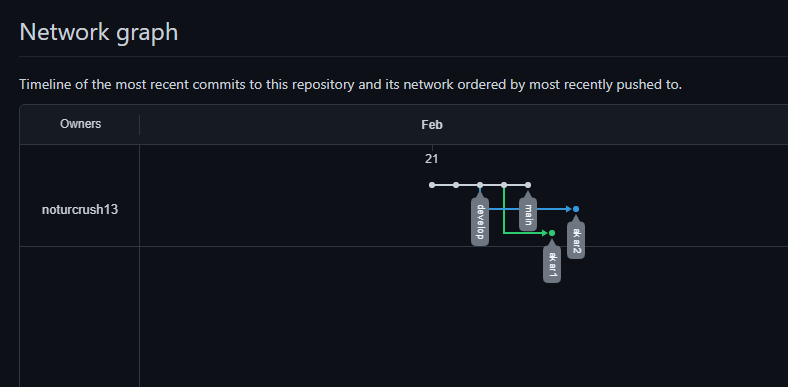 Network graph
Timeline of the most recent commits to this repository and its network ordered by most recently pushed to.
Owners
Feb
21
noturcrush13
develop
main
akar2
akar1